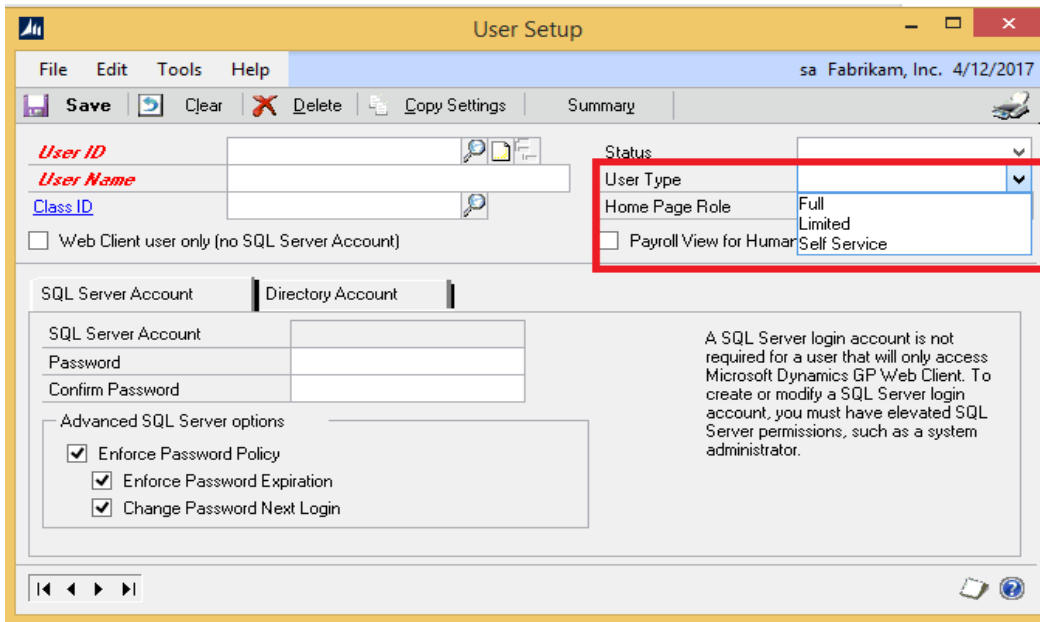 User Setup
File Edit Tools Help sa Fabrikam, Inc. 4/12/2017
Save Clear Delete Copy Settings Summary
User ID Status
User Name User Type
Class ID Home Page Role Full
Limited
Web Client user only (no SQL Server Account) Payroll View for Human Self Service
SQL Server Account Directory Account
SQL Server Account
Password
Confirm Password
Advanced SQL Server options
Enforce Password Policy
Enforce Password Expiration
Change Password Next Login
A SQL Server login account is not
required for a user that will only access
Microsoft Dynamics GP Web Client. To
create or modify a SQL Server login
account, you must have elevated SQL
Server permissions, such as a system
administrator.